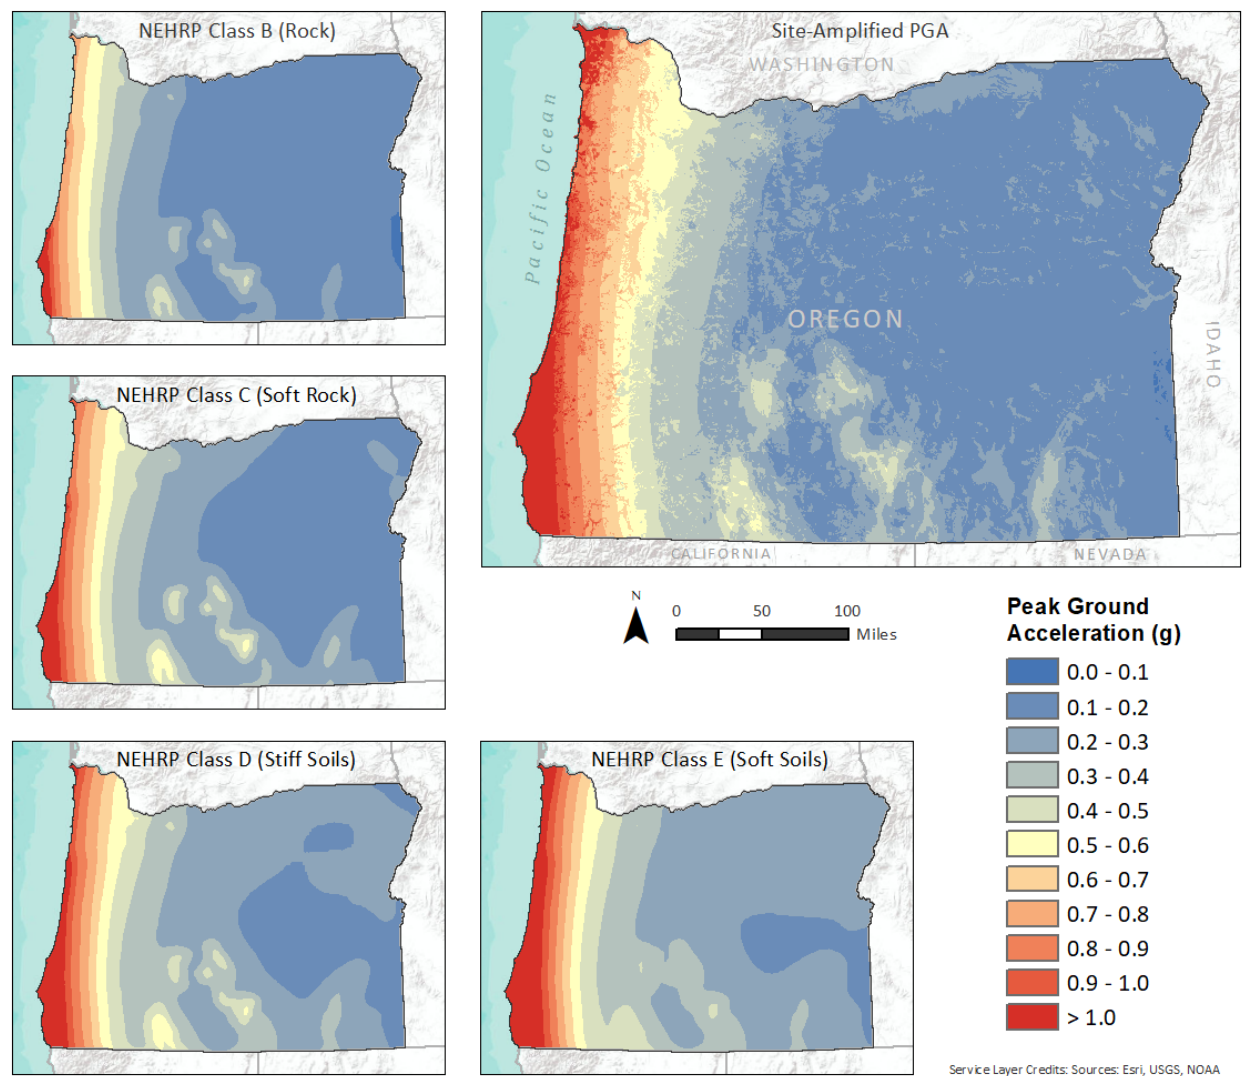 NEHRP Class B (Rock)
Site-Amplified PGA
WASHINGTON
Pacific Ocean
OREGON
IDAHO
CALIFORNIA
NEVADA
NEHRP Class C (Soft Rock)
N
0 50 100
Miles
Peak Ground
Acceleration (g)
0.0 - 0.1
0.1 - 0.2
0.2 - 0.3
0.3 - 0.4
0.4 - 0.5
0.5 - 0.6
0.6 - 0.7
0.7 - 0.8
0.8 - 0.9
0.9 - 1.0
> 1.0
NEHRP Class D (Stiff Soils)
NEHRP Class E (Soft Soils)
Service Layer Credits: Sources: Esri, USGS, NOAA